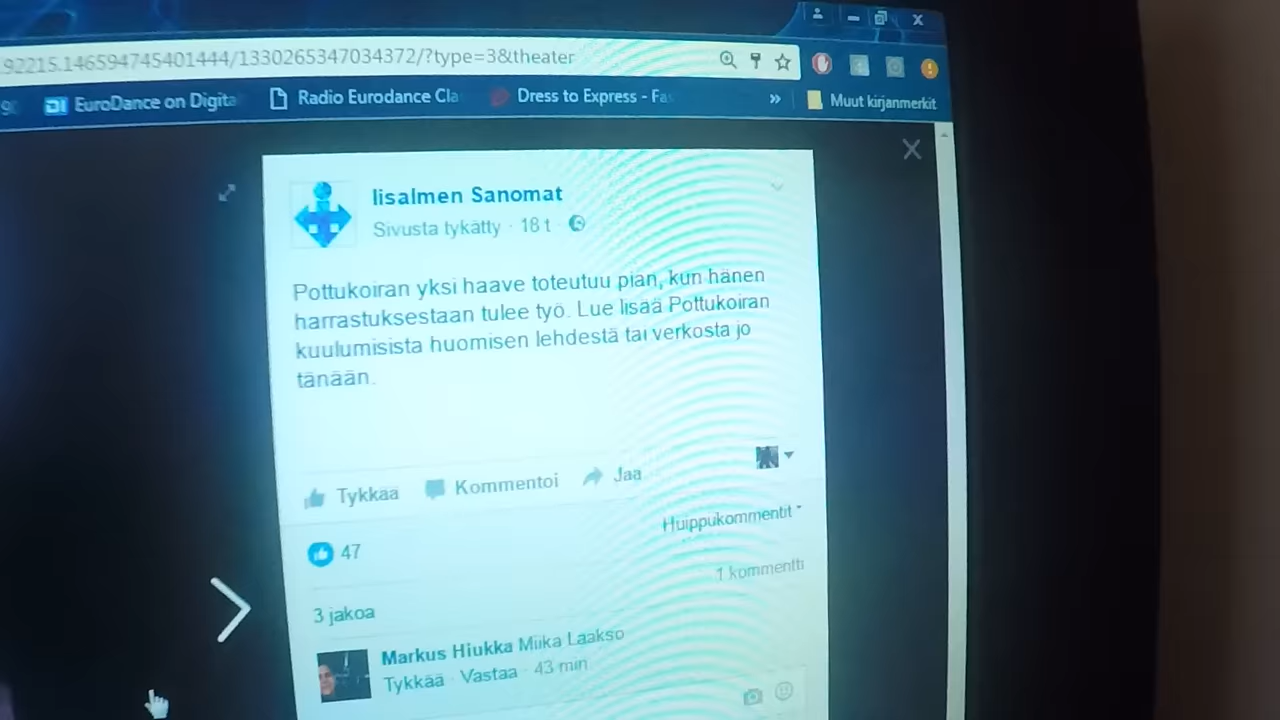 92215.146594745401444/1330265347034372/?type=3&theater
EuroDance on Digita
Radio Eurodance Cla
Dress to Express - Fas
»
Muut kirjanmerkit
Iisalmen Sanomat
Sivusta tykätty · 18 t ·
Pottukoiran yksi haave toteutuu pian, kun hänen
harrastuksestaan tulee työ. Lue lisää Pottukoiran
kuulumisista huomisen lehdestä tai verkosta jo
tänään.
Tykkää
Kommentoi
Jaa
Huippukommentit
47
1 kommentti
3 jakoa
Markus Hiukka Miika Laakso
Tykkää · Vastaa · 43 min